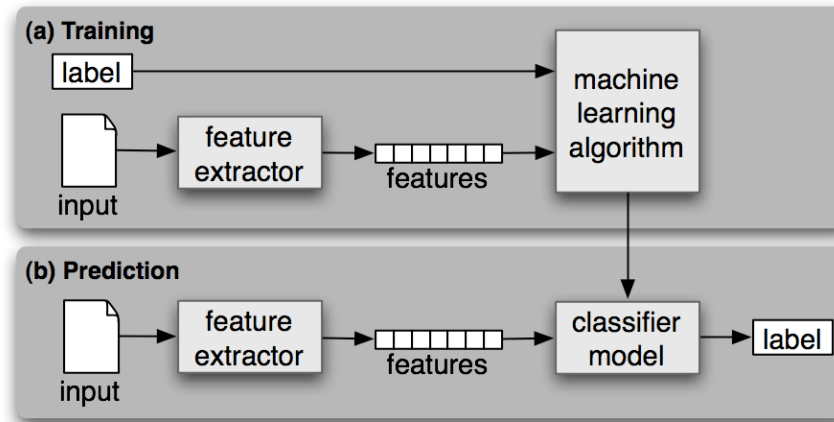 (a) Training
label
machine
learning
algorithm
feature
extractor
features
input
(b) Prediction
feature
extractor
classifier
model
label
features
input